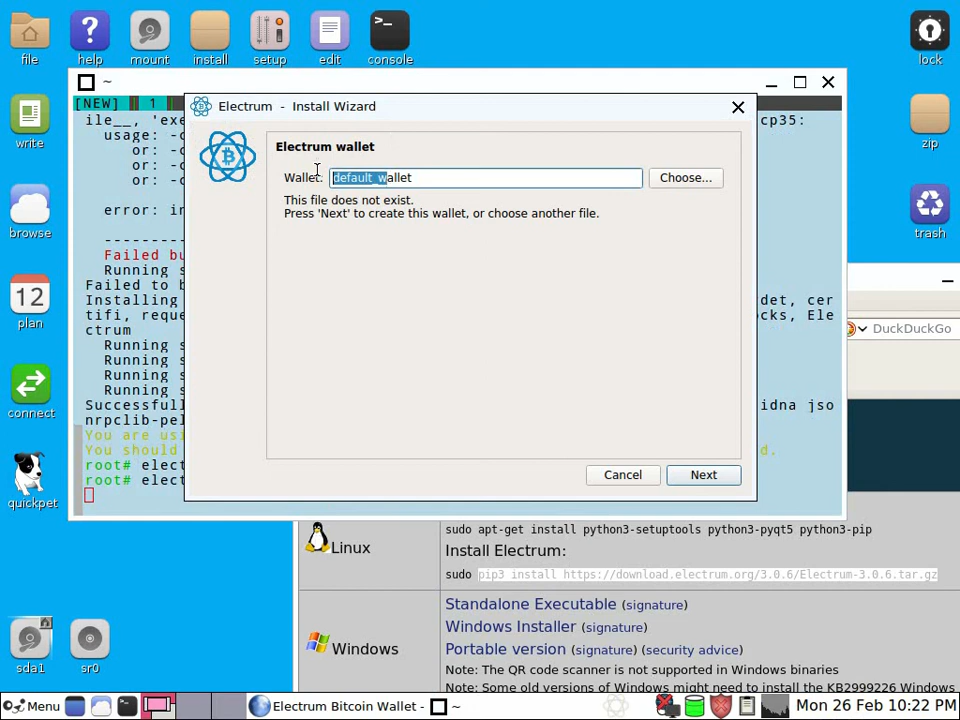 file
help
mount
install
setup
edit
console
lock
write
browse
12
plan
connect
quickpet
sda1
sr0
zip
trash
~
[NEW] 1
ile__, 'exe
cp35:
usage: -c
or: -c
or: -c
or: -c
error: in
Failed bu
Running s
Failed to b
Installing
det, cer
tifi, reque
ocks, Ele
ctrum
Running s
Running s
Running s
Running s
Successfull
idna jso
nrpclib-pel
You are usi
You should
d.
root# elect
root# elect
Electrum - Install Wizard
Electrum wallet
Wallet: default_wallet Choose...
This file does not exist.
Press 'Next' to create this wallet, or choose another file.
Cancel Next
DuckDuckGo
Linux
sudo apt-get install python3-setuptools python3-pyqt5 python3-pip
Install Electrum:
sudo pip3 install https://download.electrum.org/3.0.6/Electrum-3.0.6.tar.gz
Windows
Standalone Executable (signature)
Windows Installer (signature)
Portable version (signature) (security advice)
Note: The QR code scanner is not supported in Windows binaries
Note: Some old versions of Windows might need to install the KB2999226 Windows
Menu
Electrum Bitcoin Wallet -
~
Mon 26 Feb 10:22 PM